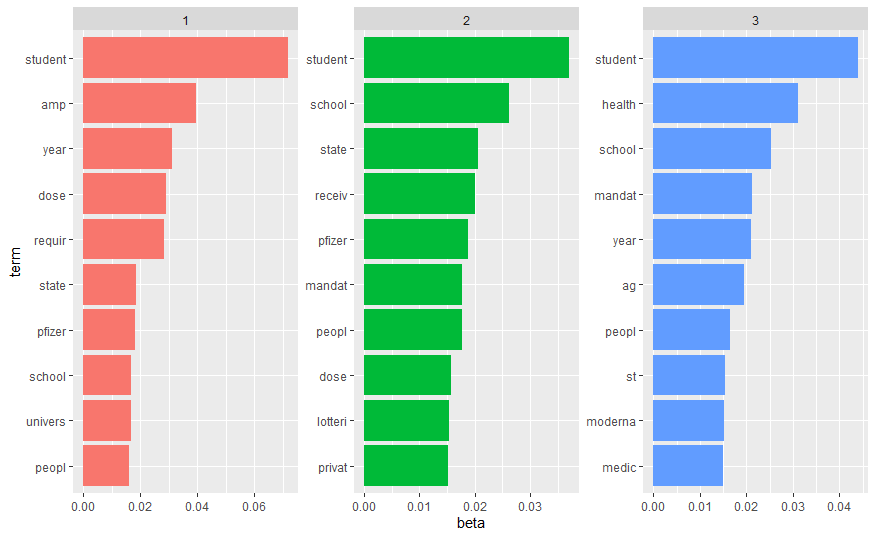 1
2
3
term
student
amp
year
dose
requir
state
pfizer
school
univers
peopl
student
school
state
receiv
pfizer
mandat
peopl
dose
lotteri
privat
student
health
school
mandat
year
ag
peopl
st
moderna
medic
0.00 0.02 0.04 0.06
0.00 0.01 0.02 0.03
0.00 0.01 0.02 0.03 0.04
beta